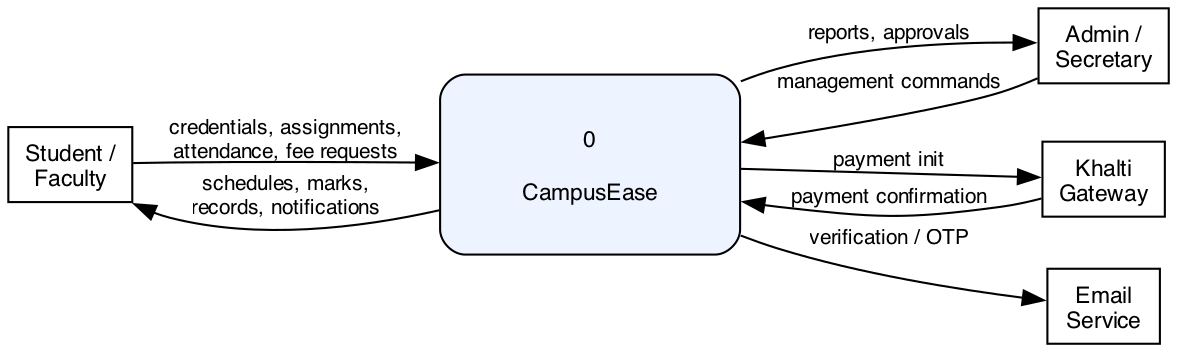 Student /
Faculty
credentials, assignments,
attendance, fee requests
schedules, marks,
records, notifications
0
CampusEase
reports, approvals
management commands
payment init
payment confirmation
verification / OTP
Admin /
Secretary
Khalti
Gateway
Email
Service